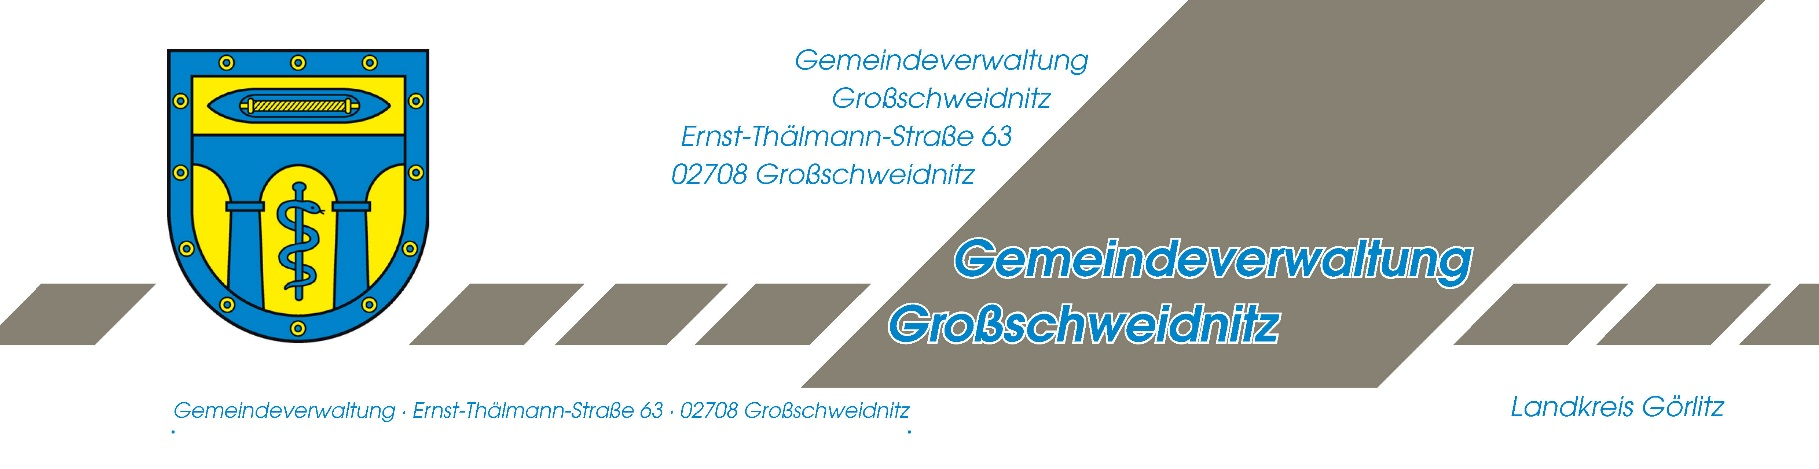 Gemeindeverwaltung
Großschweidnitz
Ernst-Thälmann-Straße 63
02708 Großschweidnitz
Gemeindeverwaltung
Großschweidnitz
Gemeindeverwaltung · Ernst-Thälmann-Straße 63 · 02708 Großschweidnitz
Landkreis Görlitz